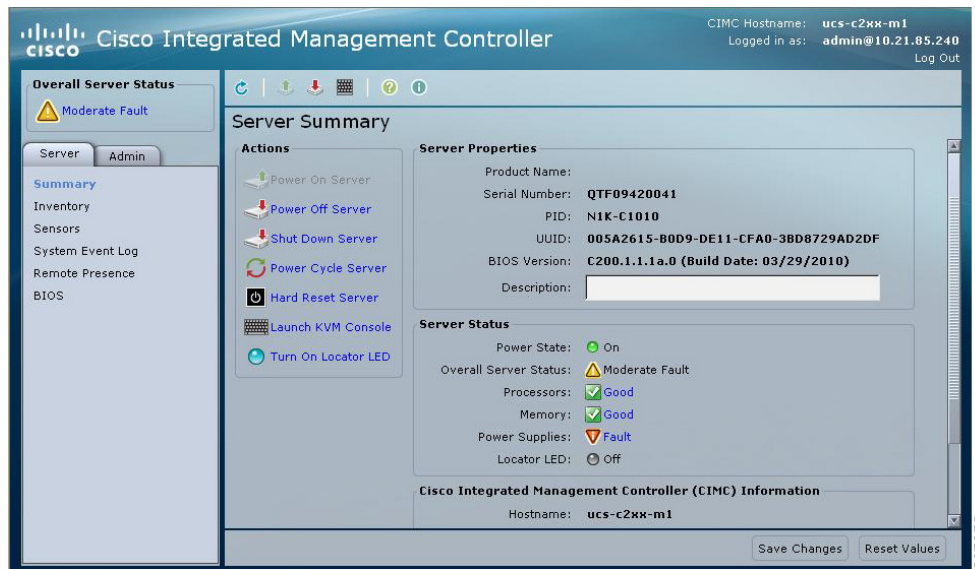 CISCO Cisco Integrated Management Controller
CIMC Hostname: ucs-c2xx-m1
Logged in as: admin@10.21.85.240
Log Out
Overall Server Status
Moderate Fault
Server Admin
Summary
Inventory
Sensors
System Event Log
Remote Presence
BIOS
Server Summary
Actions
Power On Server
Power Off Server
Shut Down Server
Power Cycle Server
Hard Reset Server
Launch KVM Console
Turn On Locator LED
Server Properties
Product Name:
Serial Number: QTF09420041
PID: N1K-C1010
UUID: 005A2615-B0D9-DE11-CFA0-3BD8729AD2DF
BIOS Version: C200.1.1.1a.0 (Build Date: 03/29/2010)
Description:
Server Status
Power State: On
Overall Server Status: Moderate Fault
Processors: Good
Memory: Good
Power Supplies: Fault
Locator LED: Off
Cisco Integrated Management Controller (CIMC) Information
Hostname: ucs-c2xx-m1
Save Changes Reset Values